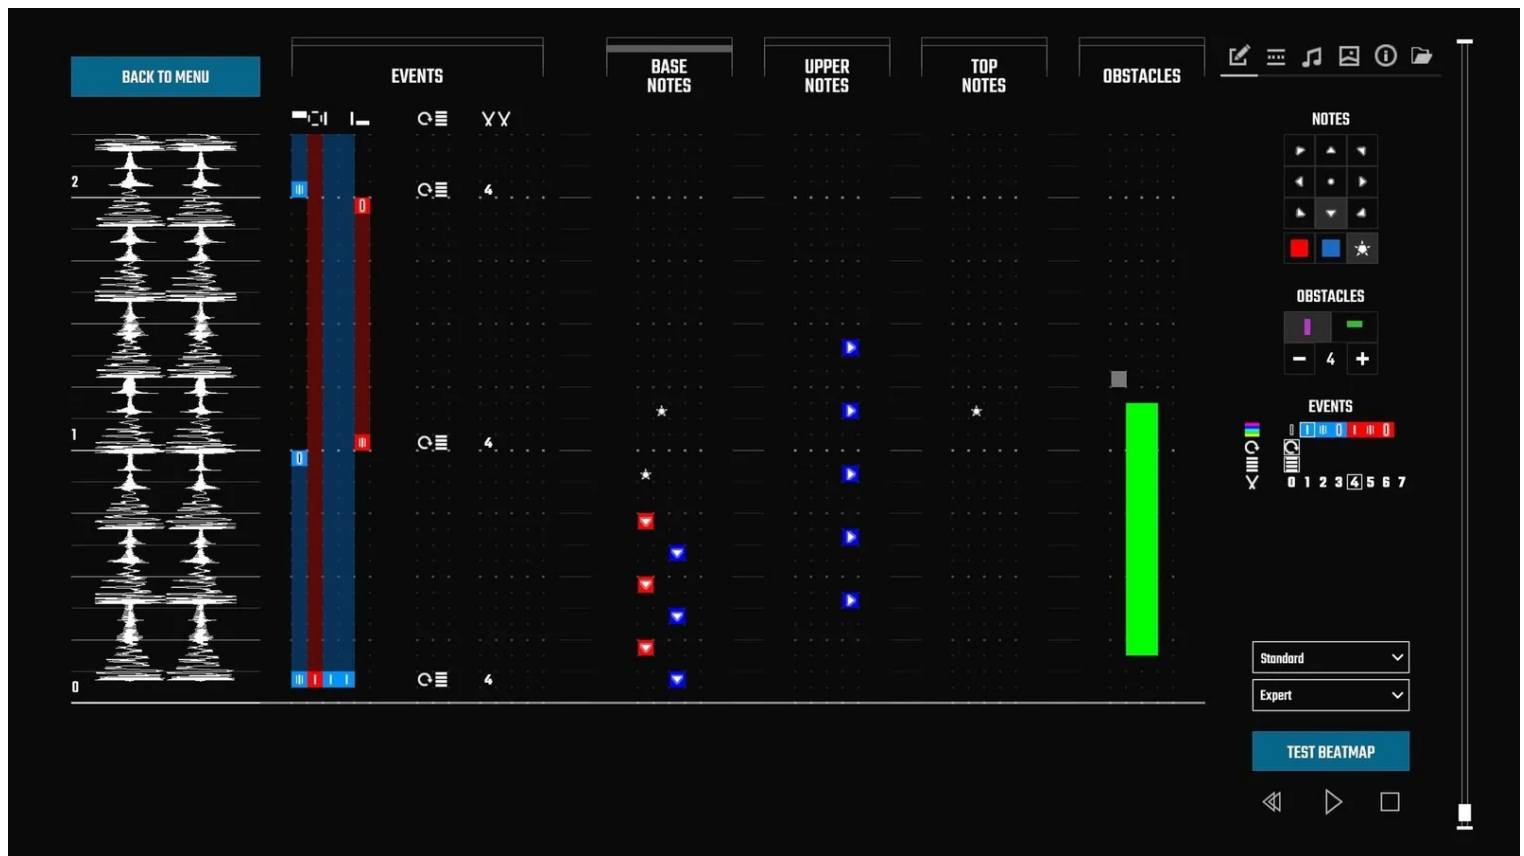 BACK TO MENU
EVENTS
BASE
NOTES
UPPER
NOTES
TOP
NOTES
OBSTACLES
NOTES
2
4
OBSTACLES
4
EVENTS
1
4
0 1 2 3 4 5 6 7
Standard
0
4
Expert
TEST BEATMAP